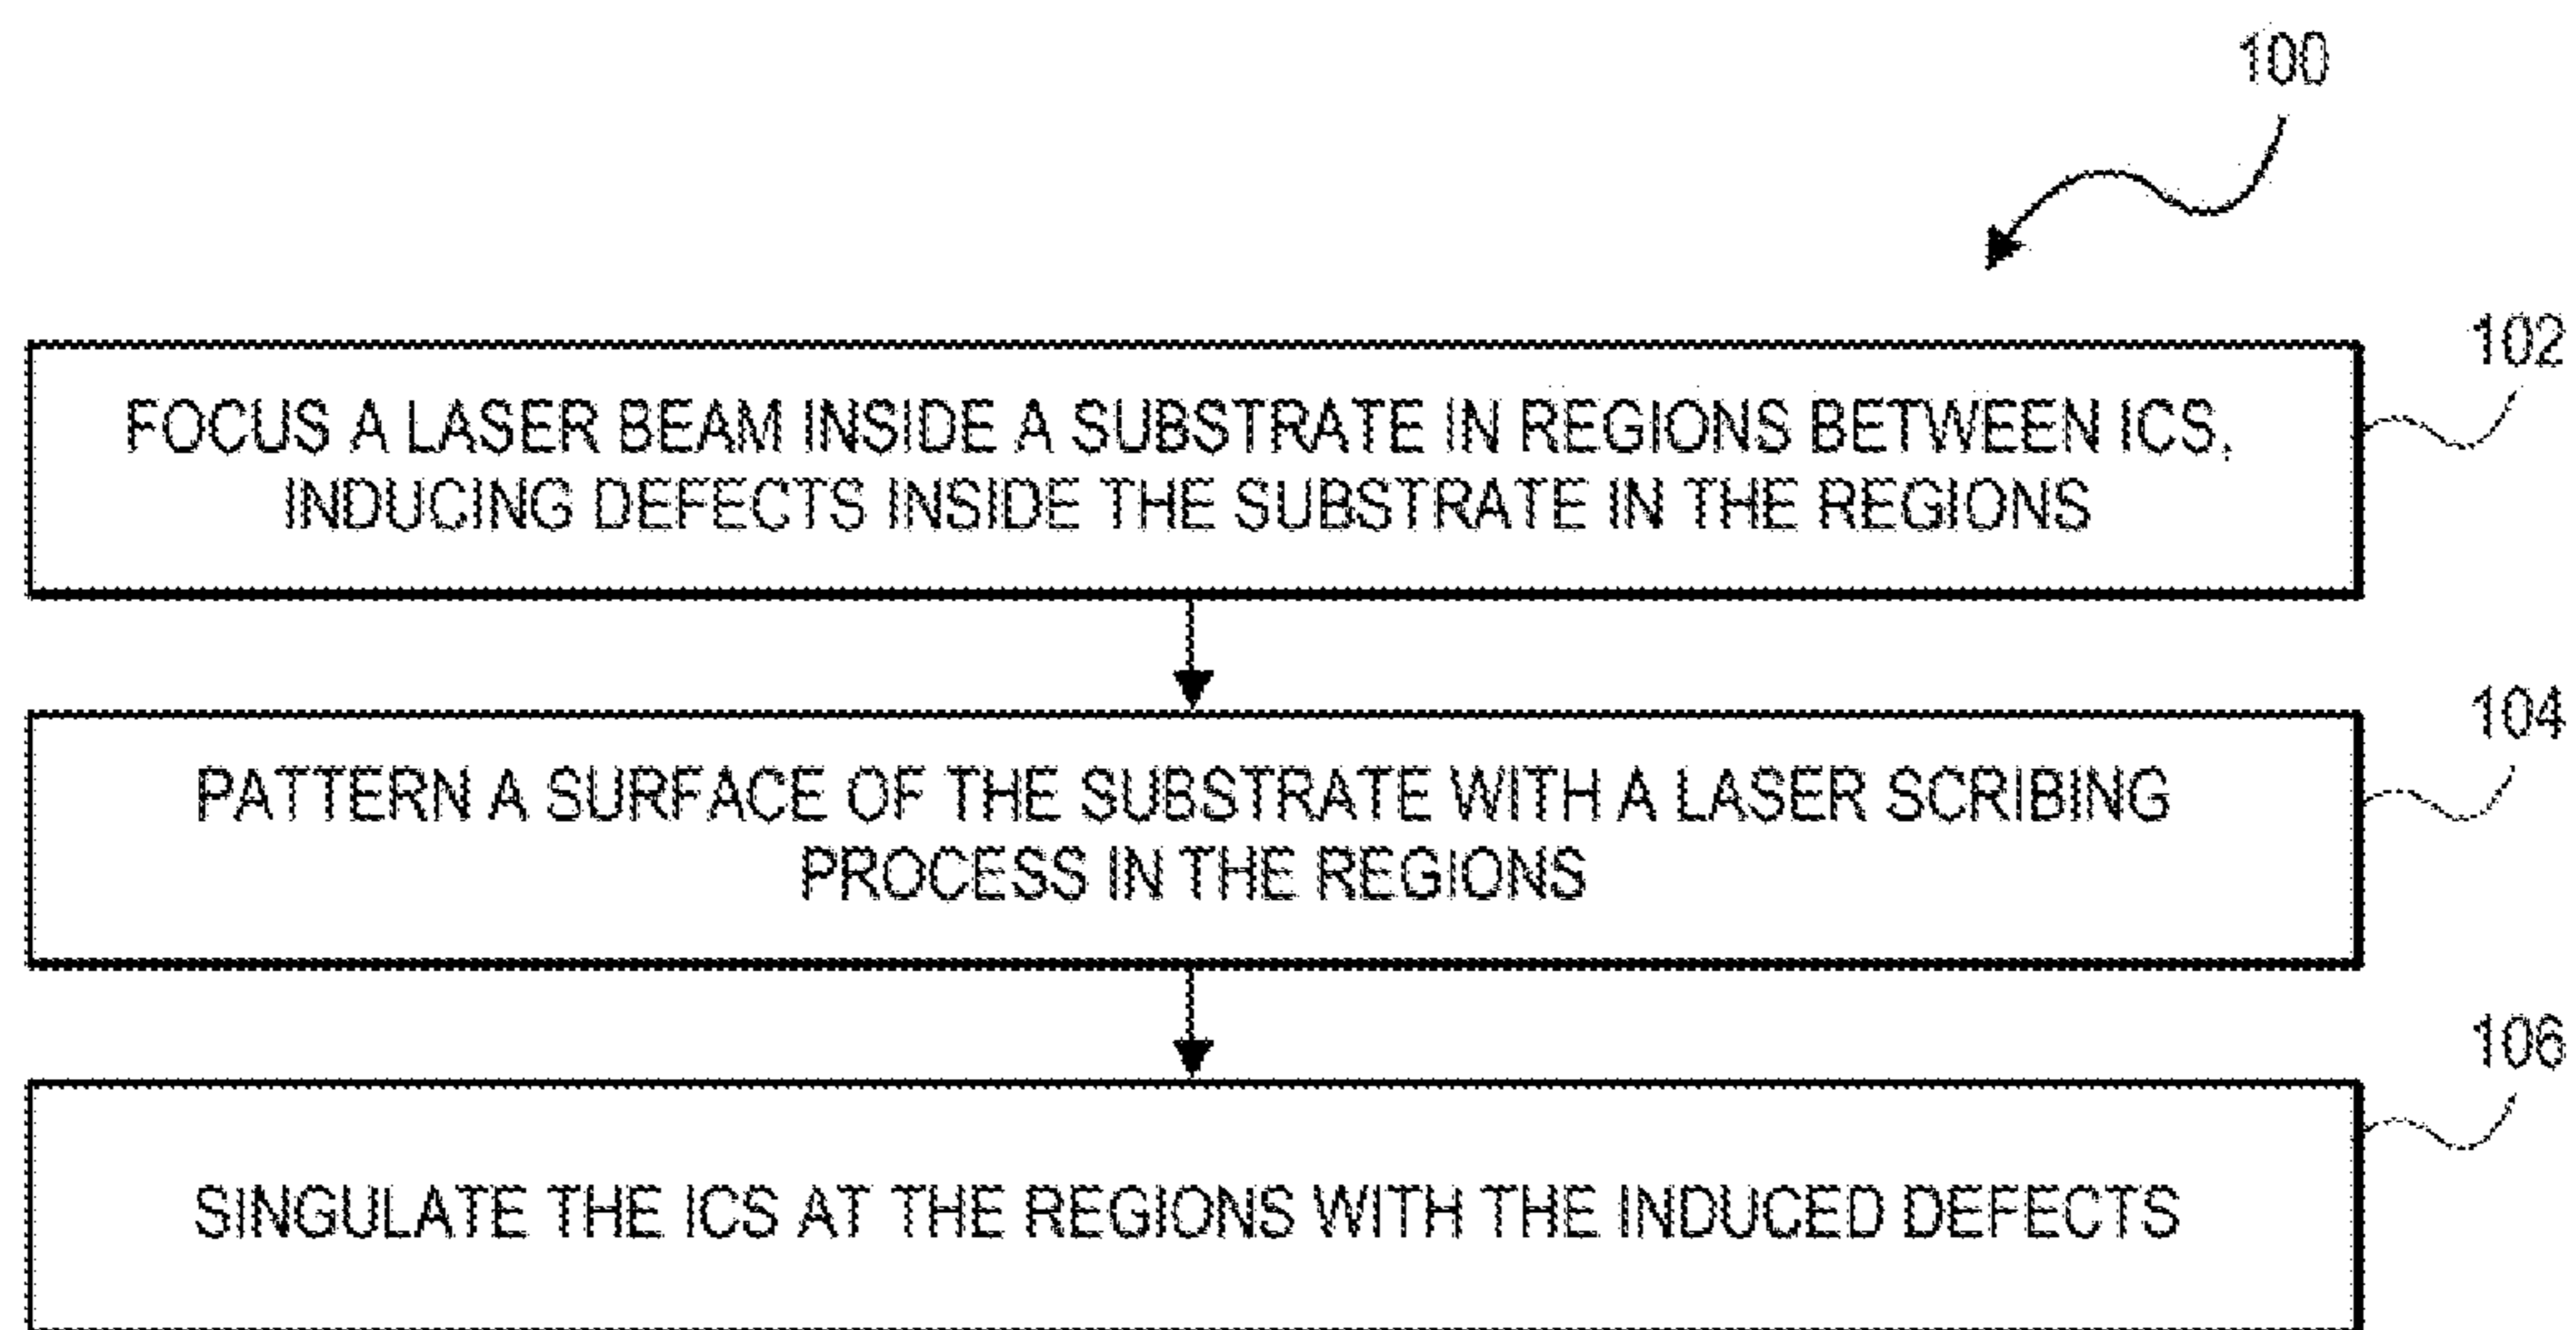 100
102
FOCUS A LASER BEAM INSIDE A SUBSTRATE IN REGIONS BETWEEN ICS,
INDUCING DEFECTS INSIDE THE SUBSTRATE IN THE REGIONS
104
PATTERN A SURFACE OF THE SUBSTRATE WITH A LASER SCRIBING
PROCESS IN THE REGIONS
106
SINGULATE THE ICS AT THE REGIONS WITH THE INDUCED DEFECTS